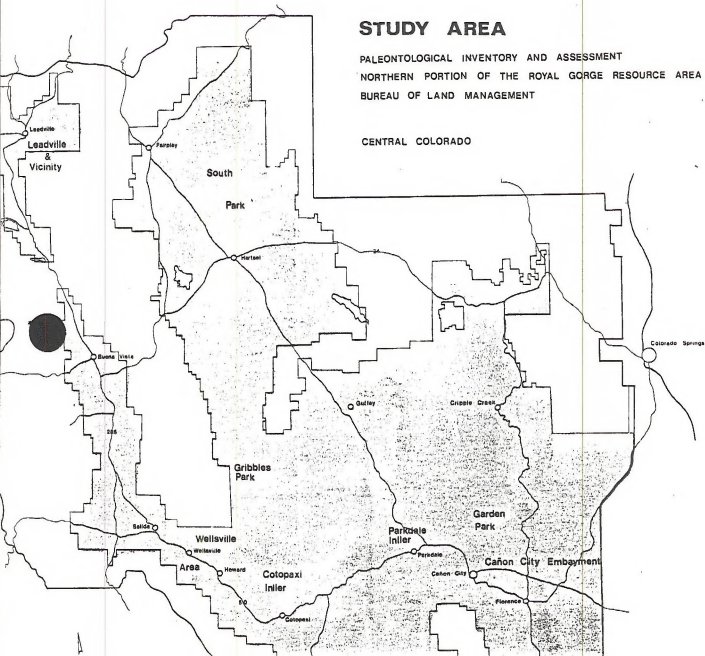 STUDY AREA
PALEONTOLOGICAL INVENTORY AND ASSESSMENT
NORTHERN PORTION OF THE ROYAL GORGE RESOURCE AREA
BUREAU OF LAND MANAGEMENT
CENTRAL COLORADO
Leadville
Leadville
&
Vicinity
Fairplay
South
Park
Hartsel
24
Colorado Springs
Buena Vista
Guffey
Cripple Creek
285
Gribbles
Park
Garden
Park
Salida
Wellsville
Wellsville
Area
Howard
Cotopaxi
Inlier
50
Cotopaxi
Parkdale
Inlier
Parkdale
Cañon City Embayment
Cañon City
Florence